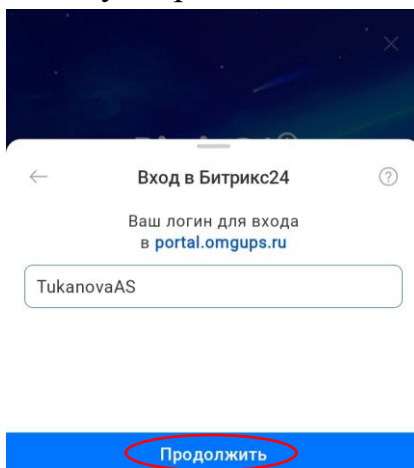 Вход в Битрикс24
Ваш логин для входа
в portal.omgups.ru
TukanovaAS
Продолжить